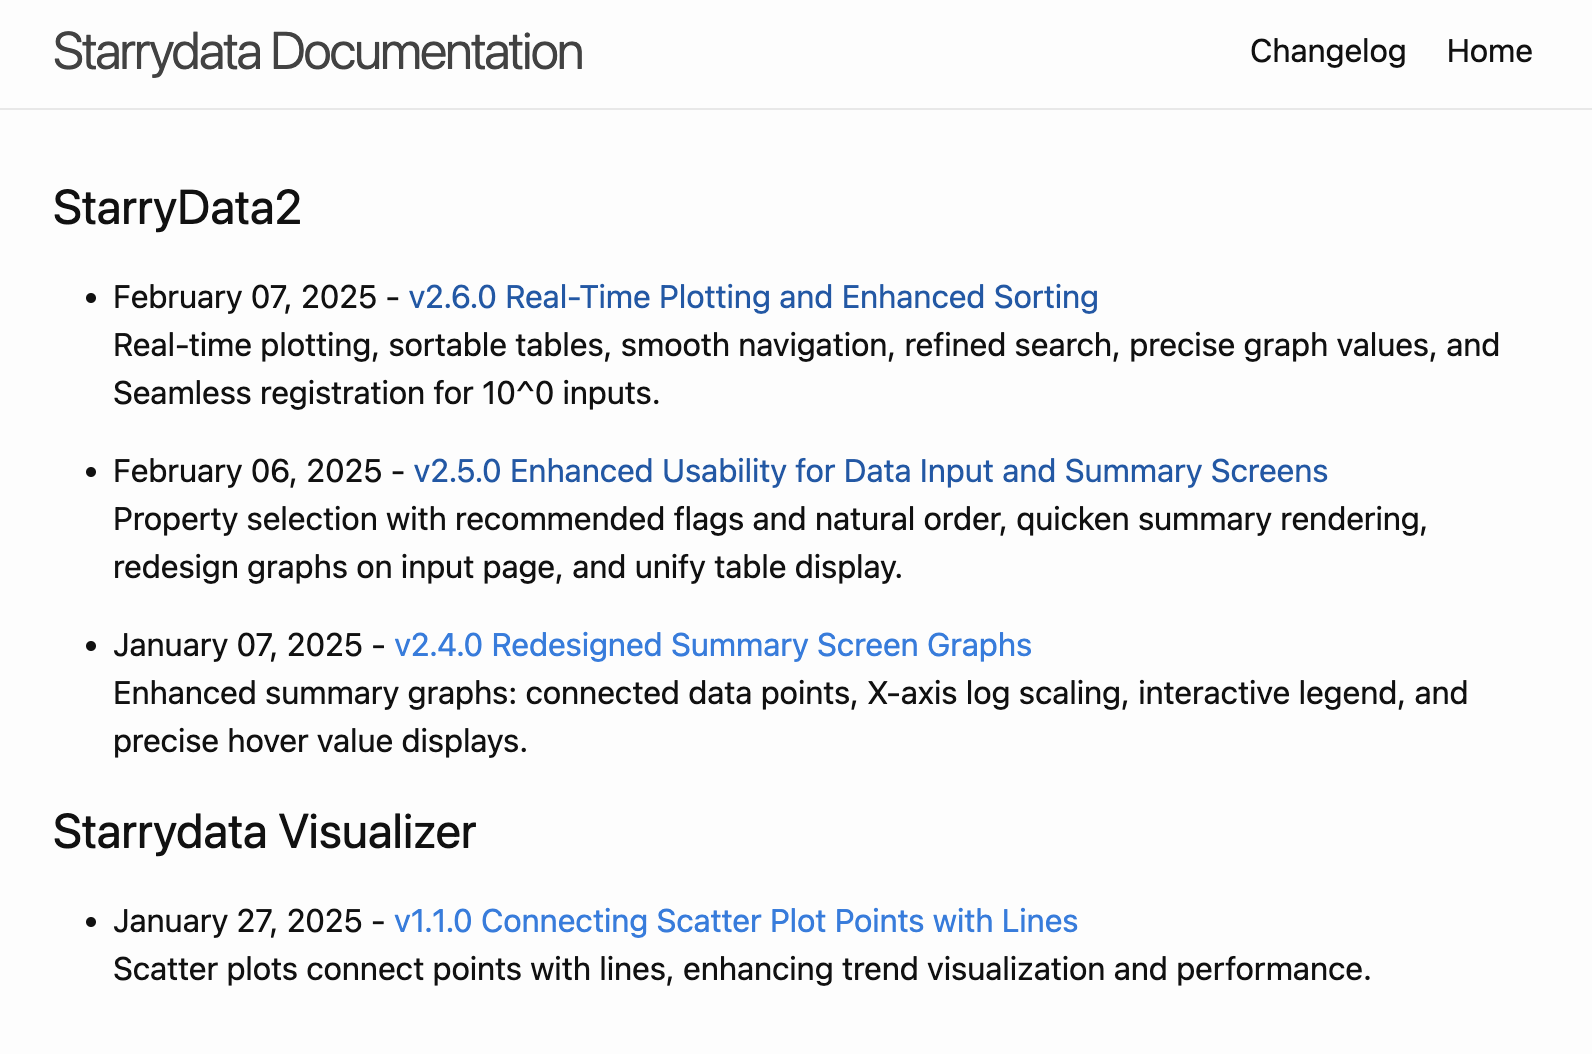 Starrydata Documentation
Changelog Home
StarryData2
February 07, 2025 - v2.6.0 Real-Time Plotting and Enhanced Sorting
Real-time plotting, sortable tables, smooth navigation, refined search, precise graph values, and
Seamless registration for 10^0 inputs.
February 06, 2025 - v2.5.0 Enhanced Usability for Data Input and Summary Screens
Property selection with recommended flags and natural order, quicken summary rendering,
redesign graphs on input page, and unify table display.
January 07, 2025 - v2.4.0 Redesigned Summary Screen Graphs
Enhanced summary graphs: connected data points, X-axis log scaling, interactive legend, and
precise hover value displays.
Starrydata Visualizer
January 27, 2025 - v1.1.0 Connecting Scatter Plot Points with Lines
Scatter plots connect points with lines, enhancing trend visualization and performance.